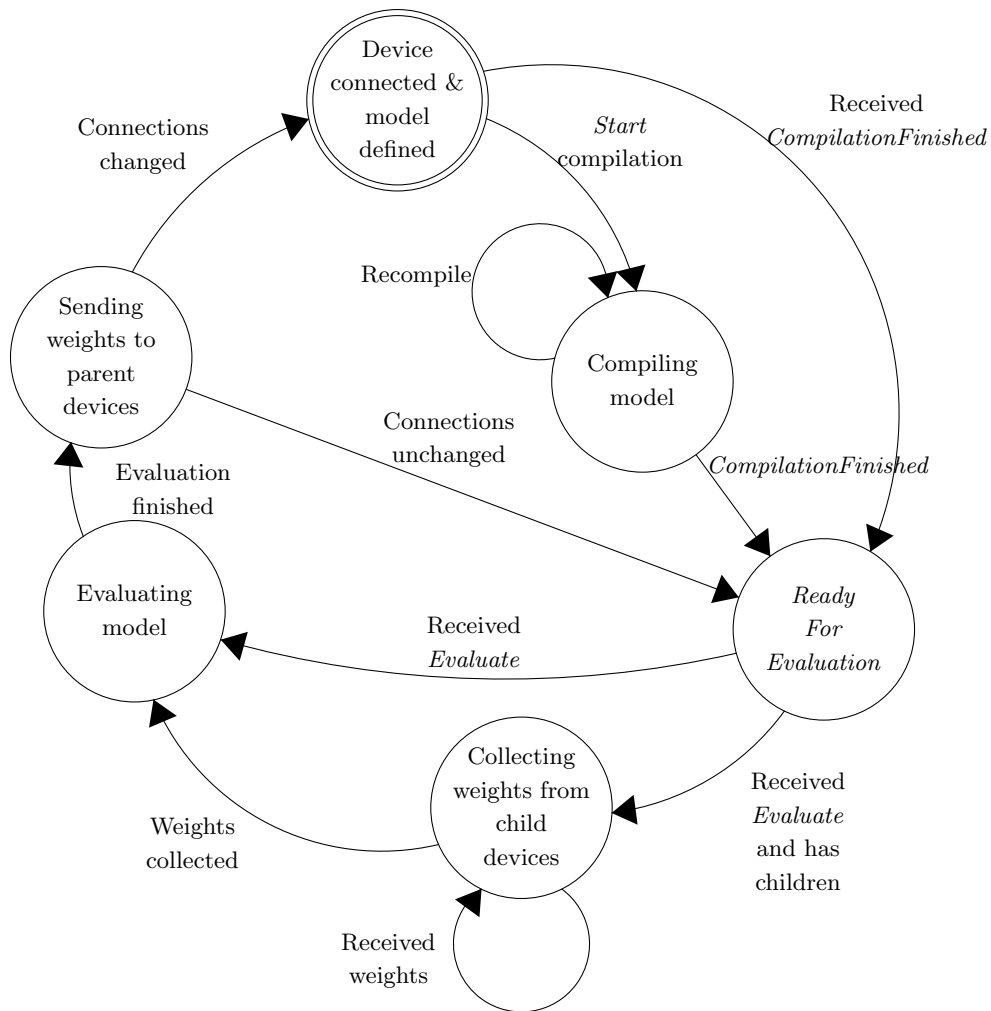 Device
connected &
model
defined
Received
CompilationFinished
Start
compilation
Connections
changed
Recompile
Sending
weights to
parent
devices
Compiling
model
Connections
unchanged
CompilationFinished
Evaluation
finished
Evaluating
model
Ready
For
Evaluation
Received
Evaluate
Collecting
weights from
child
devices
Received
Evaluate
and has
children
Weights
collected
Received
weights